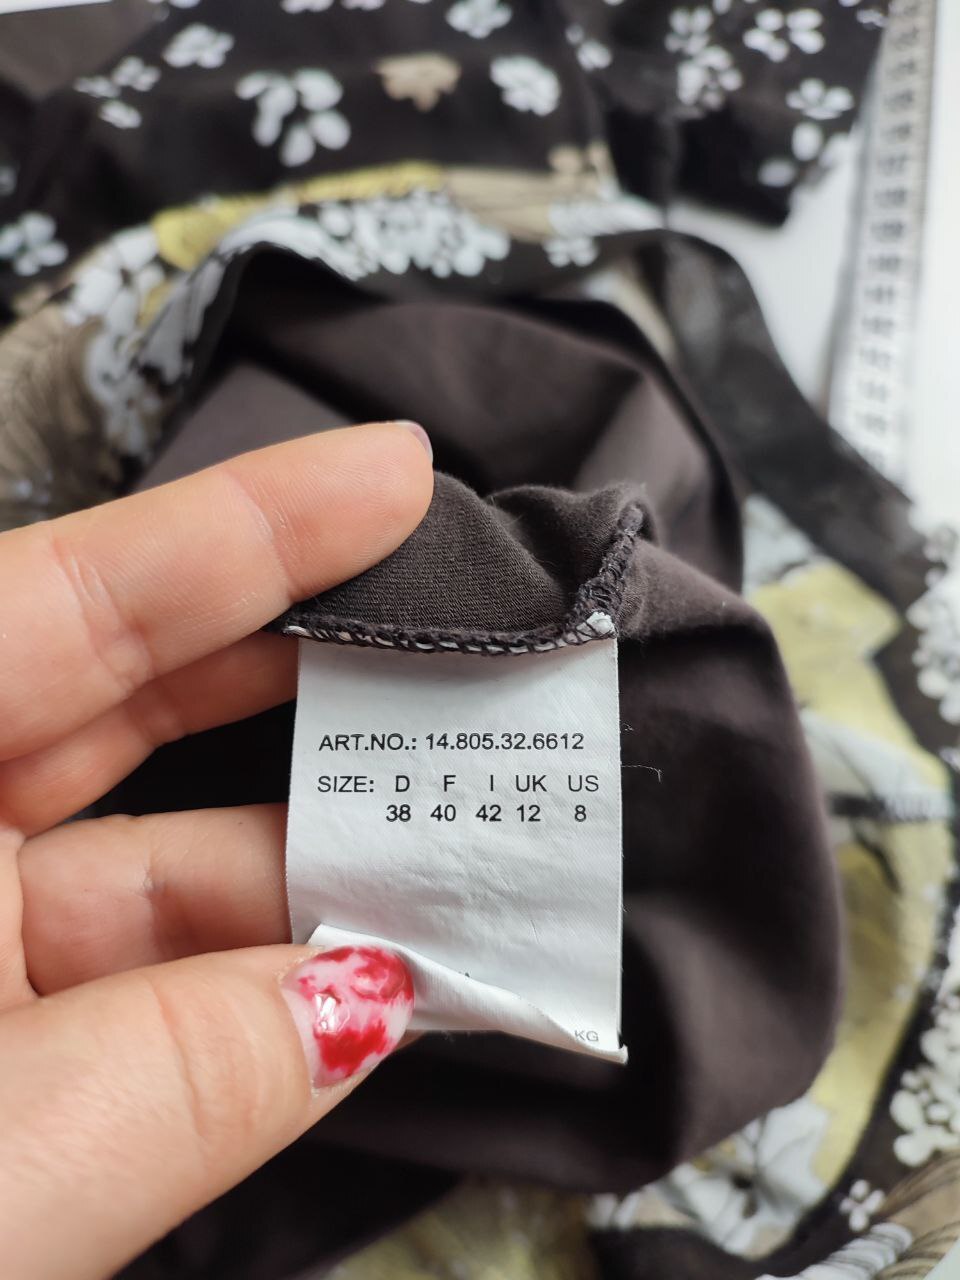 ART.NO.: 14.805.32.6612
SIZE: D F I UK US
38 40 42 12 8
KG